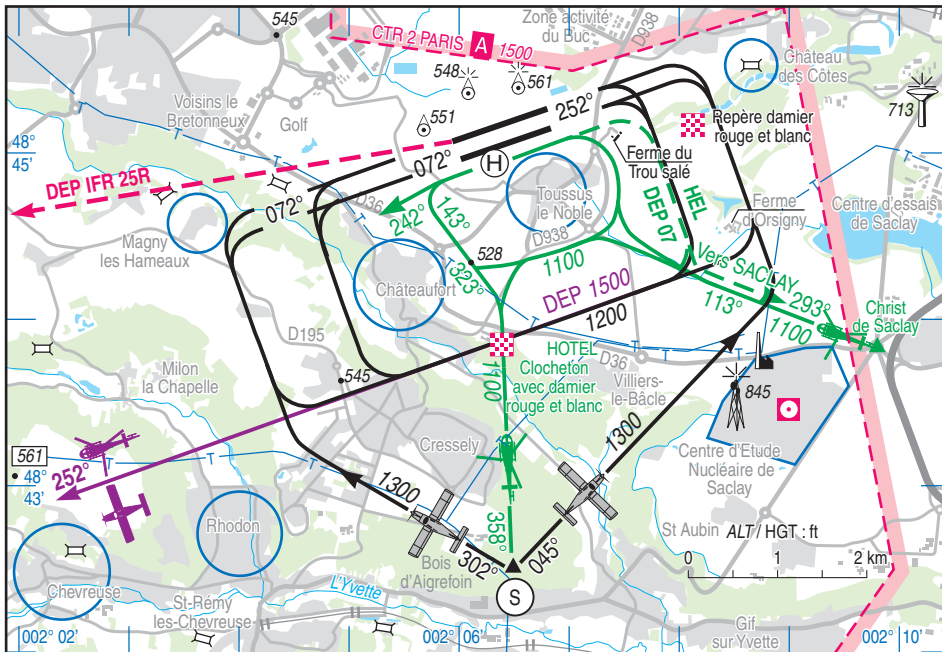 545
Zone activité
du Buc
D938
CTR 2 PARIS A 1500
548
561
551
Château
des Côtes
713
Voisins le
Bretonneux
Golf
252°
072°
Repère damier
rouge et blanc
48°
45'
H
i
Ferme du
Trou salé
DEP IFR 25R
072°
D36
242°
143°
Toussus
le Noble
DEP 07
HEL
Ferme
d'Orsigny
Centre d'essais
de Saclay
Magny
les Hameaux
528
D938
323°
1100
Vers SACLAY
293°
Châteaufort
DEP 1500
113°
1100
Christ
de Saclay
1200
D195
HOTEL
Clocheton
avec damier
rouge et blanc
D36
Milon
la Chapelle
545
1100
Villiers-
le-Bâcle
845
Cressely
1300
561
48°
43'
252°
1300
Centre d'Etude
Nucléaire de
Saclay
Rhodon
358°
St Aubin
ALT / HGT : ft
0 1 2 km
Bois
d'Aigrefoin
302°
045°
Chevreuse
L'Yvette
S
St-Rémy
les-Chevreuse
Gif
sur Yvette
002° 02'
002° 06'
002° 10'